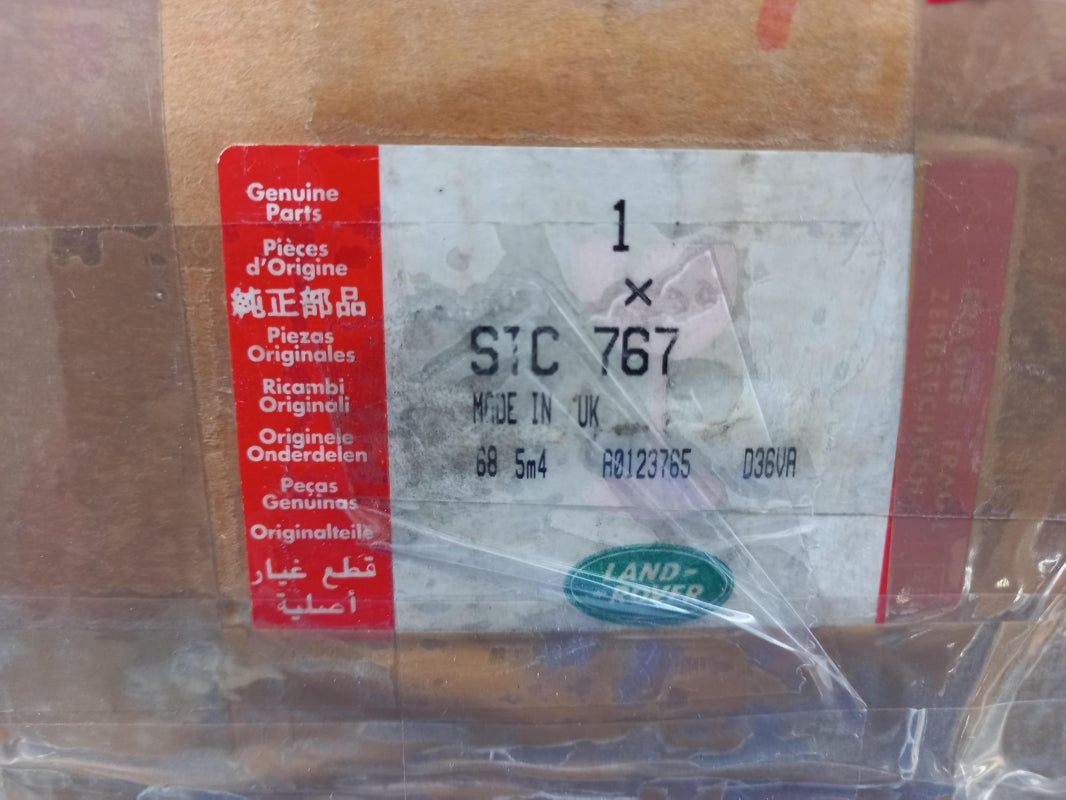 Genuine
Parts
Pièces
d'Origine
純正部品
Piezas
Originales
Ricambi
Originali
Originele
Onderdelen
Peças
Genuinas
Originalteile
قطع غيار
أصلية
1
×
STC 767
MADE IN UK
68 5m4 A0123765 D36VA
LAND-
-ROVER